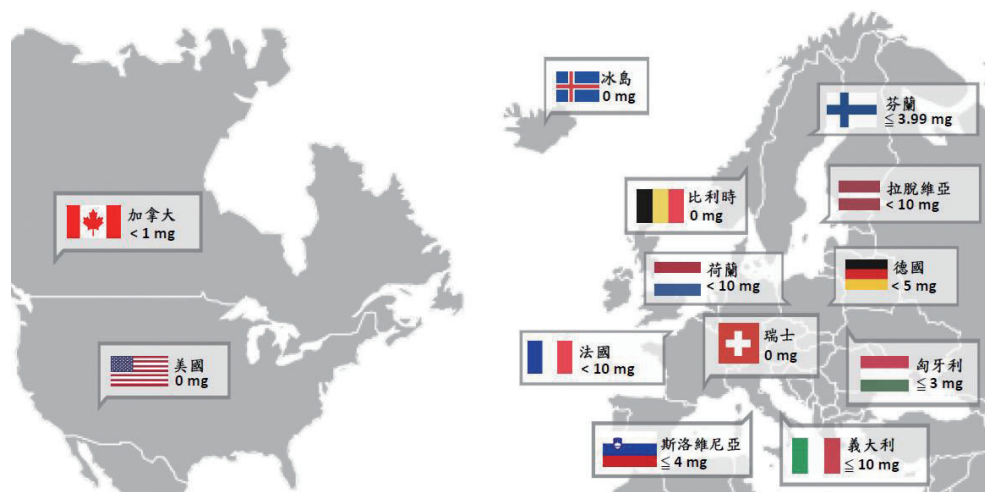 冰島
0 mg
芬蘭
≦ 3.99 mg
比利時
0 mg
拉脫維亞
< 10 mg
加拿大
< 1 mg
荷蘭
< 10 mg
德國
< 5 mg
瑞士
0 mg
美國
0 mg
法國
< 10 mg
匈牙利
≦ 3 mg
斯洛維尼亞
≦ 4 mg
義大利
≦ 10 mg